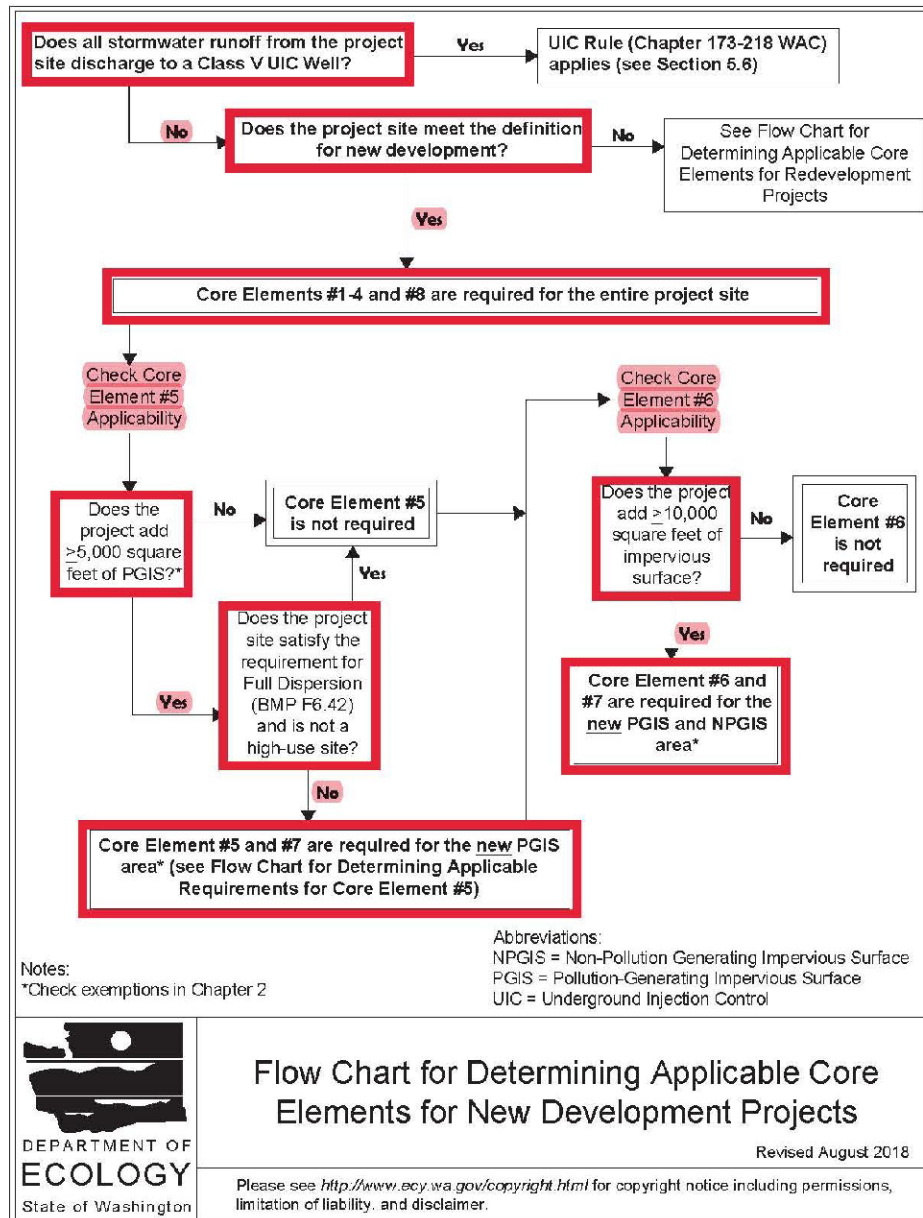 Does all stormwater runoff from the project
site discharge to a Class V UIC Well?
Yes
UIC Rule (Chapter 173-218 WAC)
applies (see Section 5.6)
No
Does the project site meet the definition
for new development?
No
See Flow Chart for
Determining Applicable Core
Elements for Redevelopment
Projects
Yes
Core Elements #1-4 and #8 are required for the entire project site
Check Core
Element #5
Applicability
Check Core
Element #6
Applicability
Does the
project add
≥5,000 square
feet of PGIS?*
No
Core Element #5
is not required
Does the project
add ≥10,000
square feet of
impervious
surface?
No
Core
Element #6
is not
required
Yes
Does the project
site satisfy the
requirement for
Full Dispersion
(BMP F6.42)
and is not a
high-use site?
Yes
Yes
Core Element #6 and
#7 are required for the
new PGIS and NPGIS
area*
No
Core Element #5 and #7 are required for the new PGIS
area* (see Flow Chart for Determining Applicable
Requirements for Core Element #5)
Notes:
*Check exemptions in Chapter 2
Abbreviations:
NPGIS = Non-Pollution Generating Impervious Surface
PGIS = Pollution-Generating Impervious Surface
UIC = Underground Injection Control
DEPARTMENT OF
ECOLOGY
State of Washington
Flow Chart for Determining Applicable Core
Elements for New Development Projects
Revised August 2018
Please see http://www.ecy.wa.gov/copyright.html for copyright notice including permissions,
limitation of liability, and disclaimer.